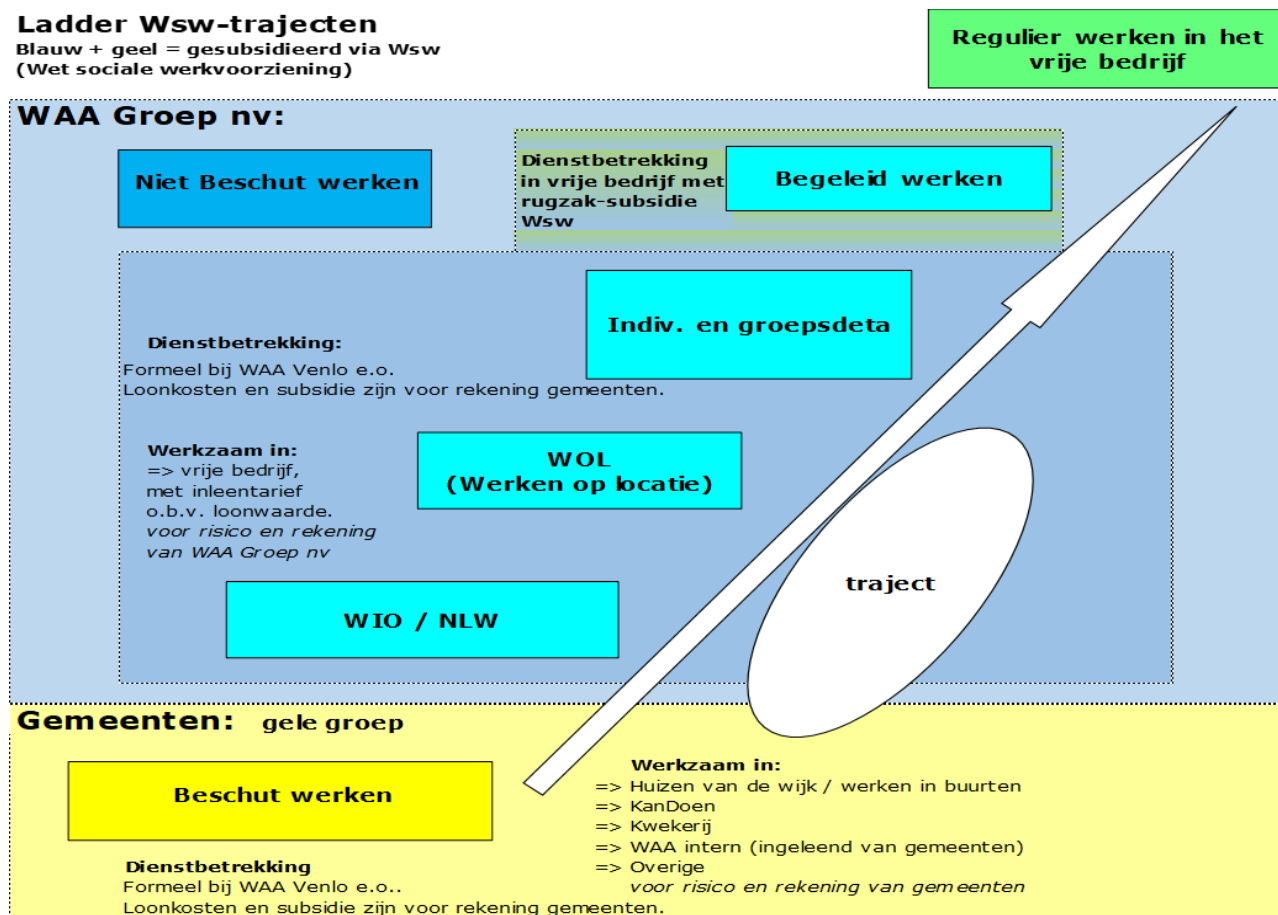 Ladder Wsw-trajecten
Blauw + geel = gesubsidieerd via Wsw
(Wet sociale werkvoorziening)
Regulier werken in het
vrije bedrijf
WAA Groep nv:
Niet Beschut werken
Dienstbetrekking
in vrije bedrijf met
rugzak-subsidie
Wsw
Begeleid werken
Indiv. en groepsdeta
Dienstbetrekking:
Formeel bij WAA Venlo e.o.
Loonkosten en subsidie zijn voor rekening gemeenten.
Werkzaam in:
=> vrije bedrijf,
met inleentarief
o.b.v. loonwaarde.
voor risico en rekening
van WAA Groep nv
WOL
(Werken op locatie)
traject
WIO / NLW
Gemeenten: gele groep
Beschut werken
Werkzaam in:
=> Huizen van de wijk / werken in buurten
=> KanDoen
=> Kwekerij
=> WAA intern (ingeleend van gemeenten)
=> Overige
voor risico en rekening van gemeenten
Dienstbetrekking
Formeel bij WAA Venlo e.o..
Loonkosten en subsidie zijn voor rekening gemeenten.